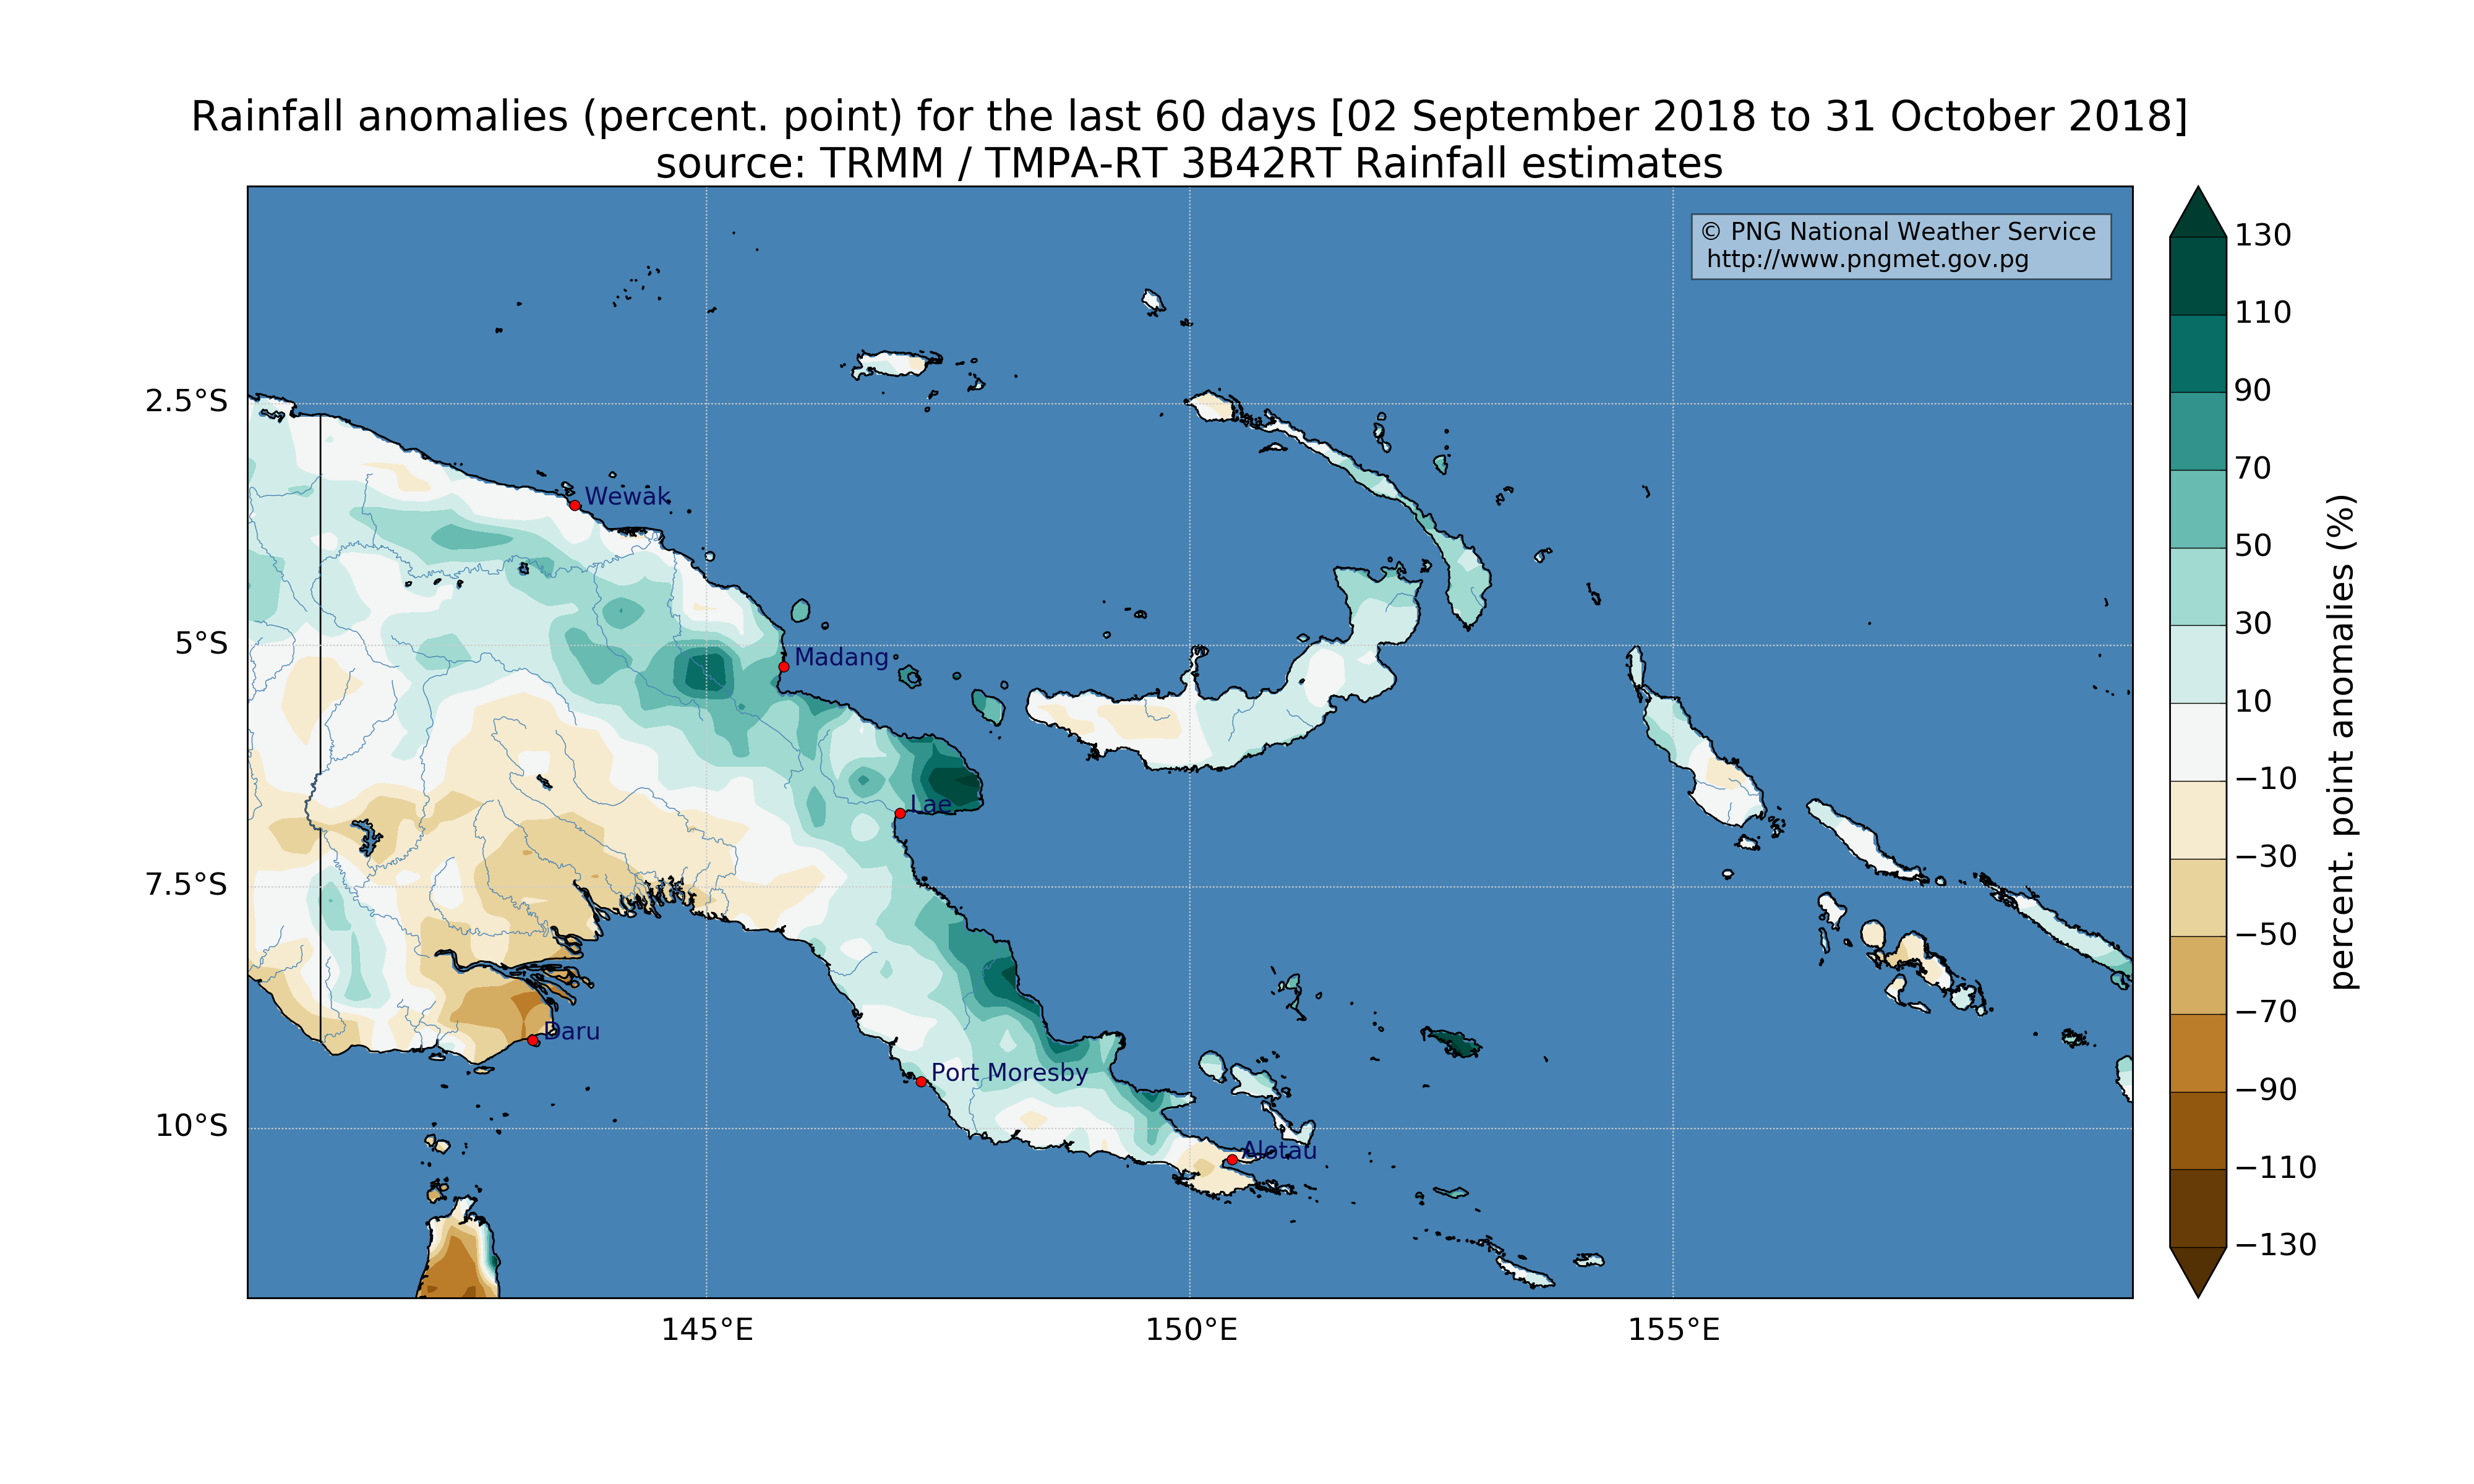 Rainfall anomalies (percent. point) for the last 60 days [02 September 2018 to 31 October 2018]
source: TRMM / TMPA-RT 3B42RT Rainfall estimates
© PNG National Weather Service
http://www.pngmet.gov.pg
2.5°S
5°S
7.5°S
10°S
Wewak
Madang
Lae
Daru
Port Moresby
Alotau
145°E
150°E
155°E
130
110
90
70
50
30
10
−10
−30
−50
−70
−90
−110
−130
percent. point anomalies (%)